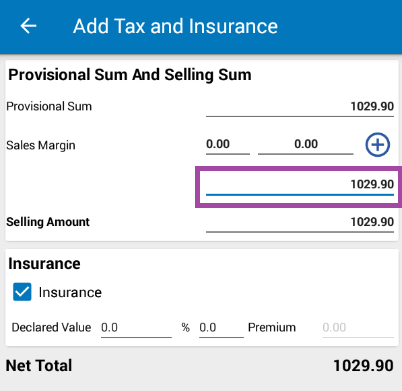 Add Tax and Insurance
Provisional Sum And Selling Sum
Provisional Sum 1029.90
Sales Margin 0.00 0.00
1029.90
Selling Amount 1029.90
Insurance
Insurance
Declared Value 0.0 % 0.0 Premium 0.00
Net Total 1029.90